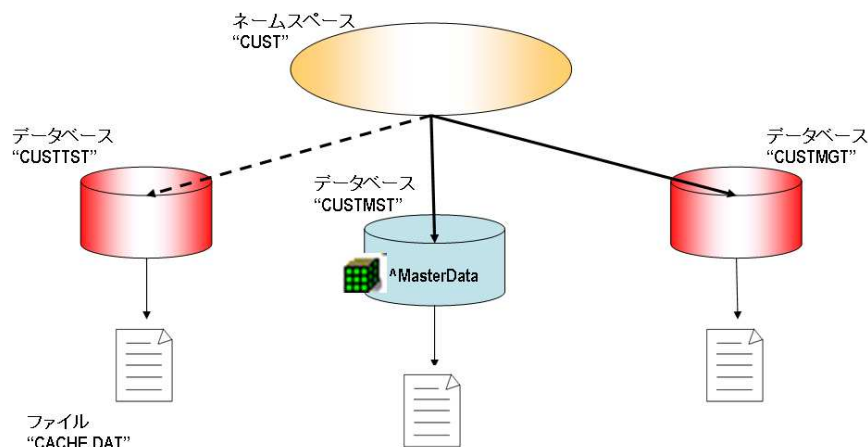 ネームスペース
“CUST”
データベース
“CUSTTST”
データベース
“CUSTMST”
データベース
“CUSTMGT”
^MasterData
ファイル
“CACHE.DAT”